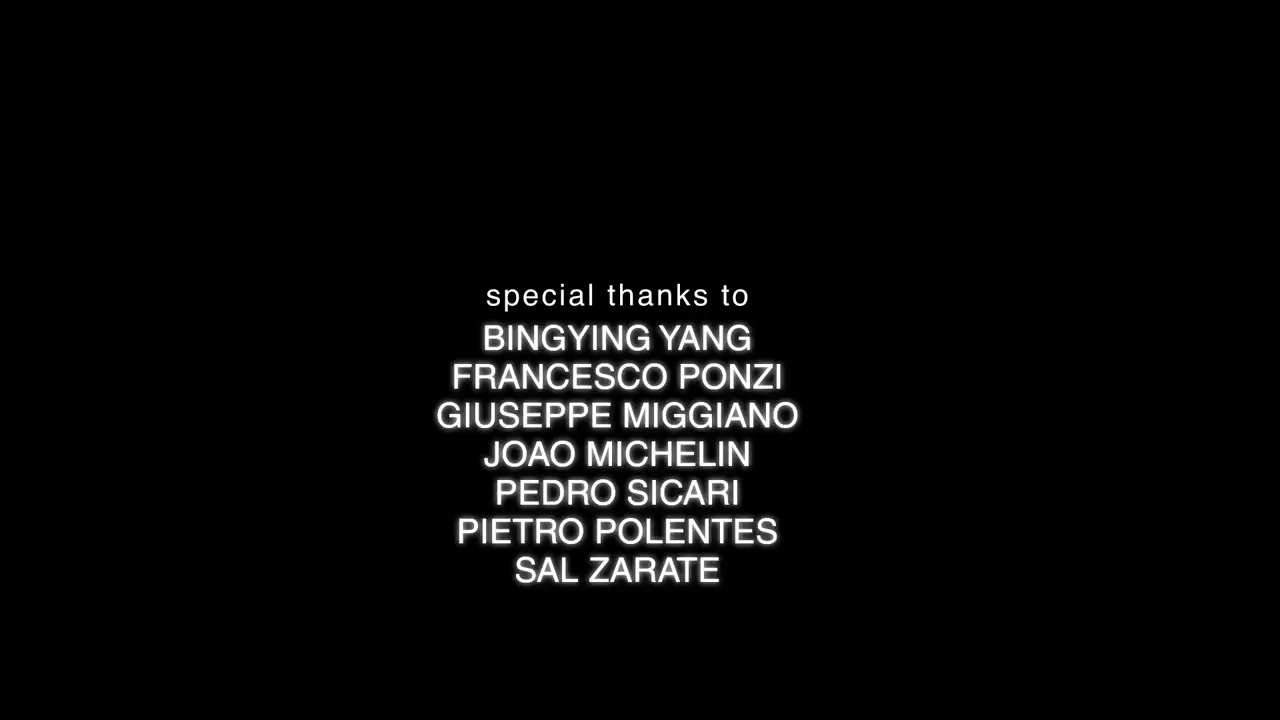 special thanks to
BINGYING YANG
FRANCESCO PONZI
GIUSEPPE MIGGIANO
JOAO MICHELIN
PEDRO SICARI
PIETRO POLENTES
SAL ZARATE